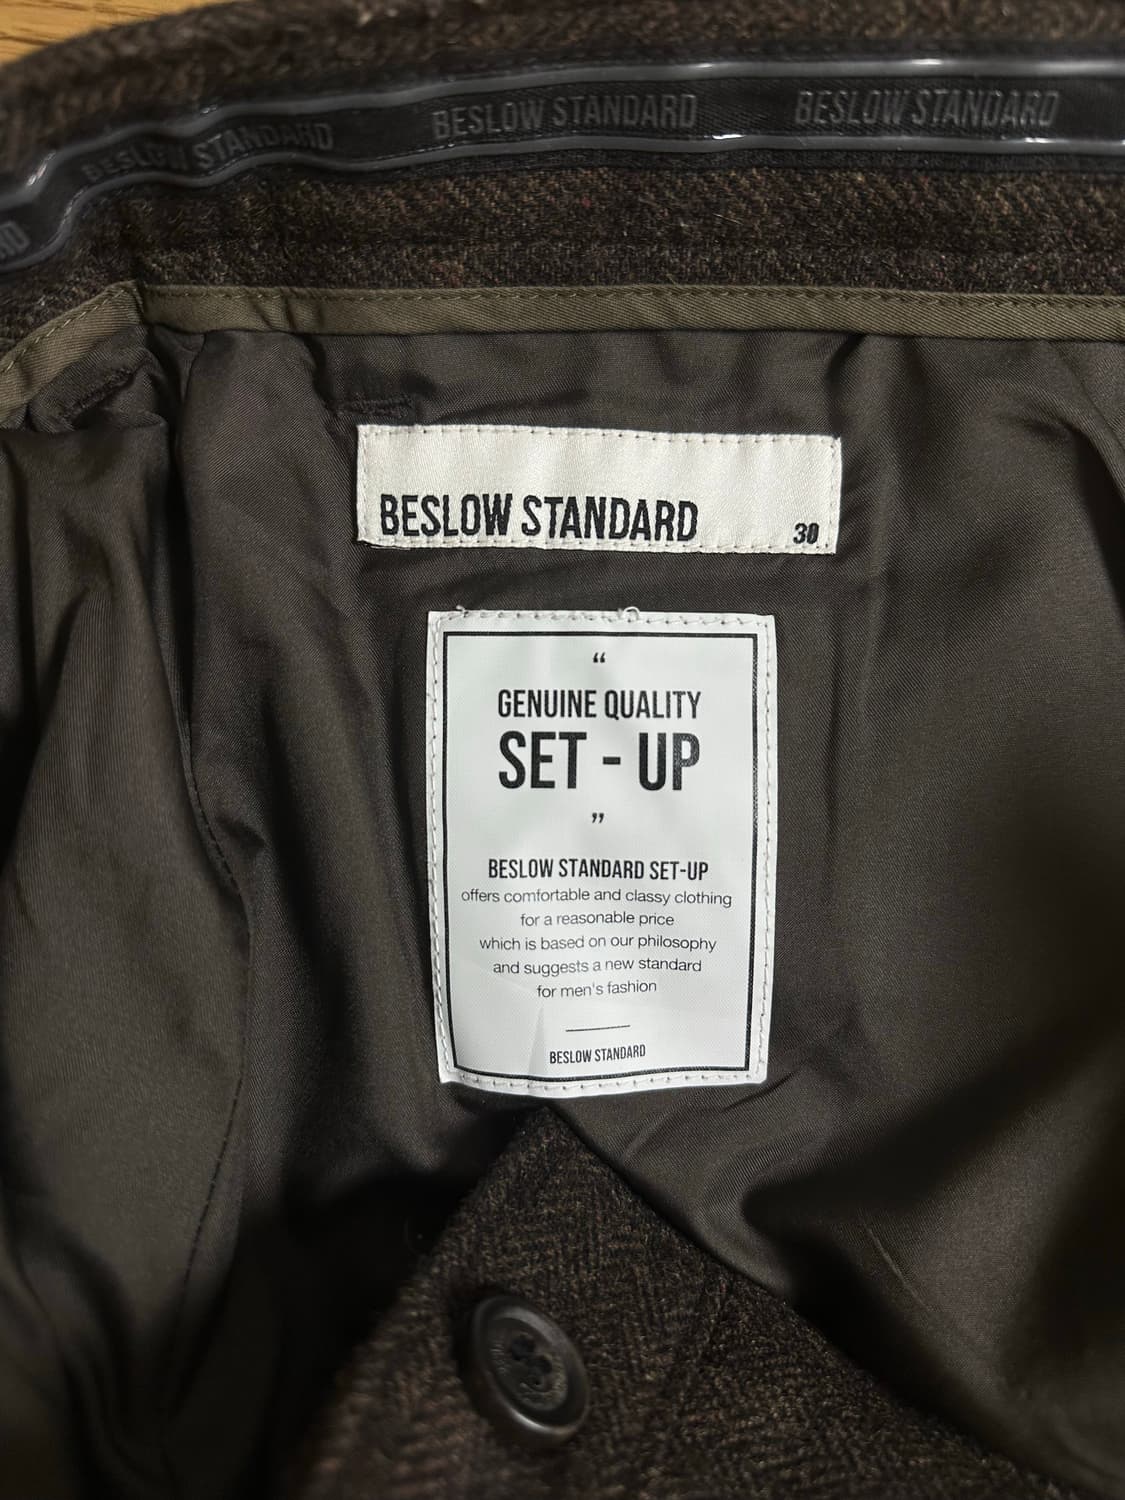 BESLOW STANDARD BESLOW STANDARD BESLOW STANDARD
BESLOW STANDARD 30
“
GENUINE QUALITY
SET - UP
”
BESLOW STANDARD SET-UP
offers comfortable and classy clothing
for a reasonable price
which is based on our philosophy
and suggests a new standard
for men's fashion
BESLOW STANDARD